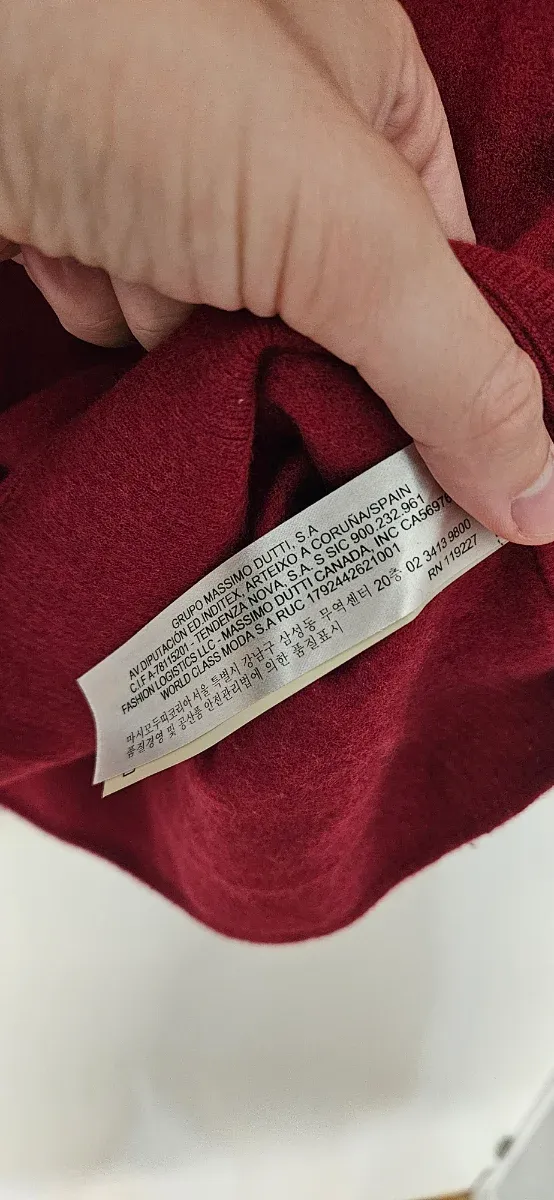 GRUPO MASSIMO DUTTI, S.A
AV.DIPUTACIÓN ED.INDITEX, ARTEIXO A CORUÑA/SPAIN
C.I.F A-78115201 - TENDENZA NOVA, S.A. S SIC 900.232.961
FASHION LOGISTICS LLC - MASSIMO DUTTI CANADA, INC CA56976
WORLD CLASS MODA S.A RUC 1792442621001
마시모두띠코리아 서울 특별시 강남구 삼성동 무역센터 20층·02 3413 9800
품질경영 및 공산품 안전관리법에 의한 품질표시
RN 119227